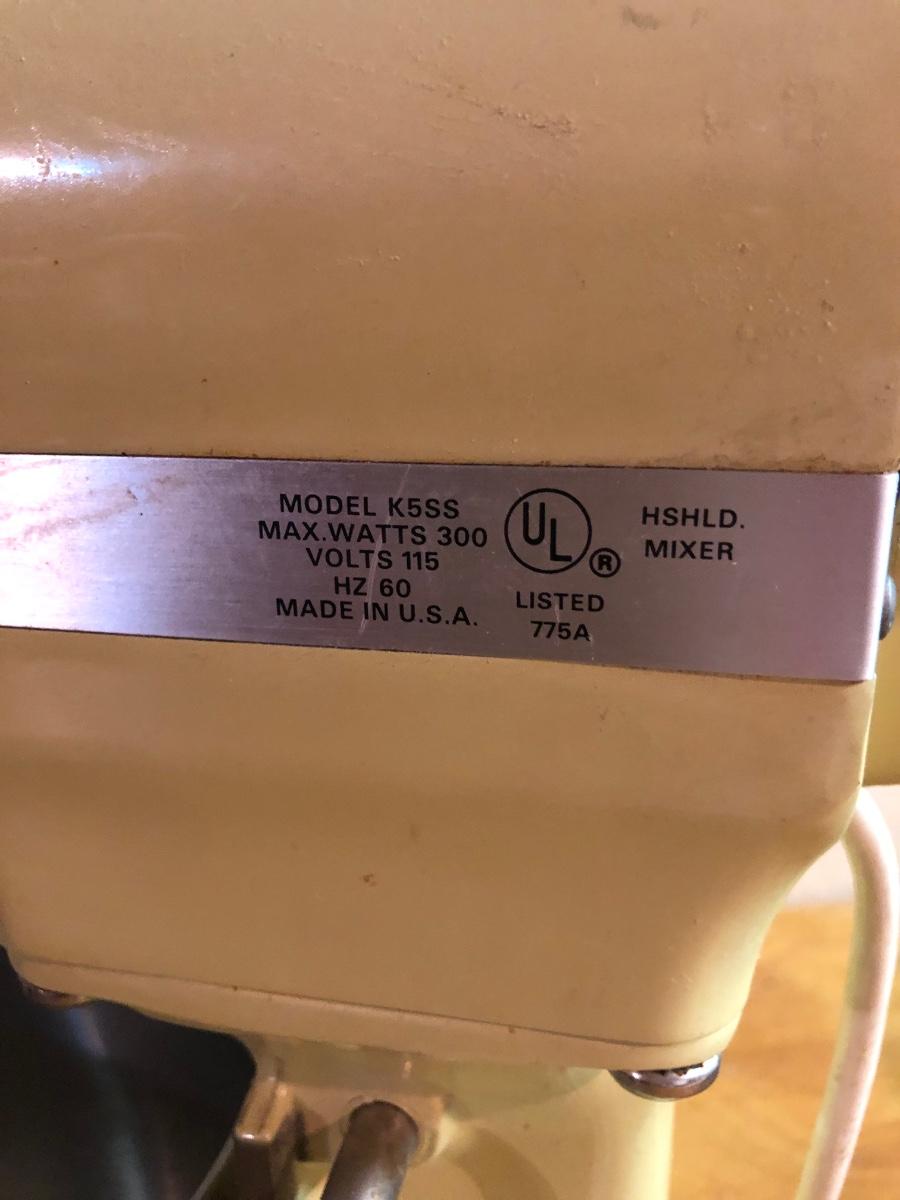 MODEL K5SS
MAX.WATTS 300
VOLTS 115
HZ 60
MADE IN U.S.A.
UL ®
LISTED
775A
HSHLD.
MIXER